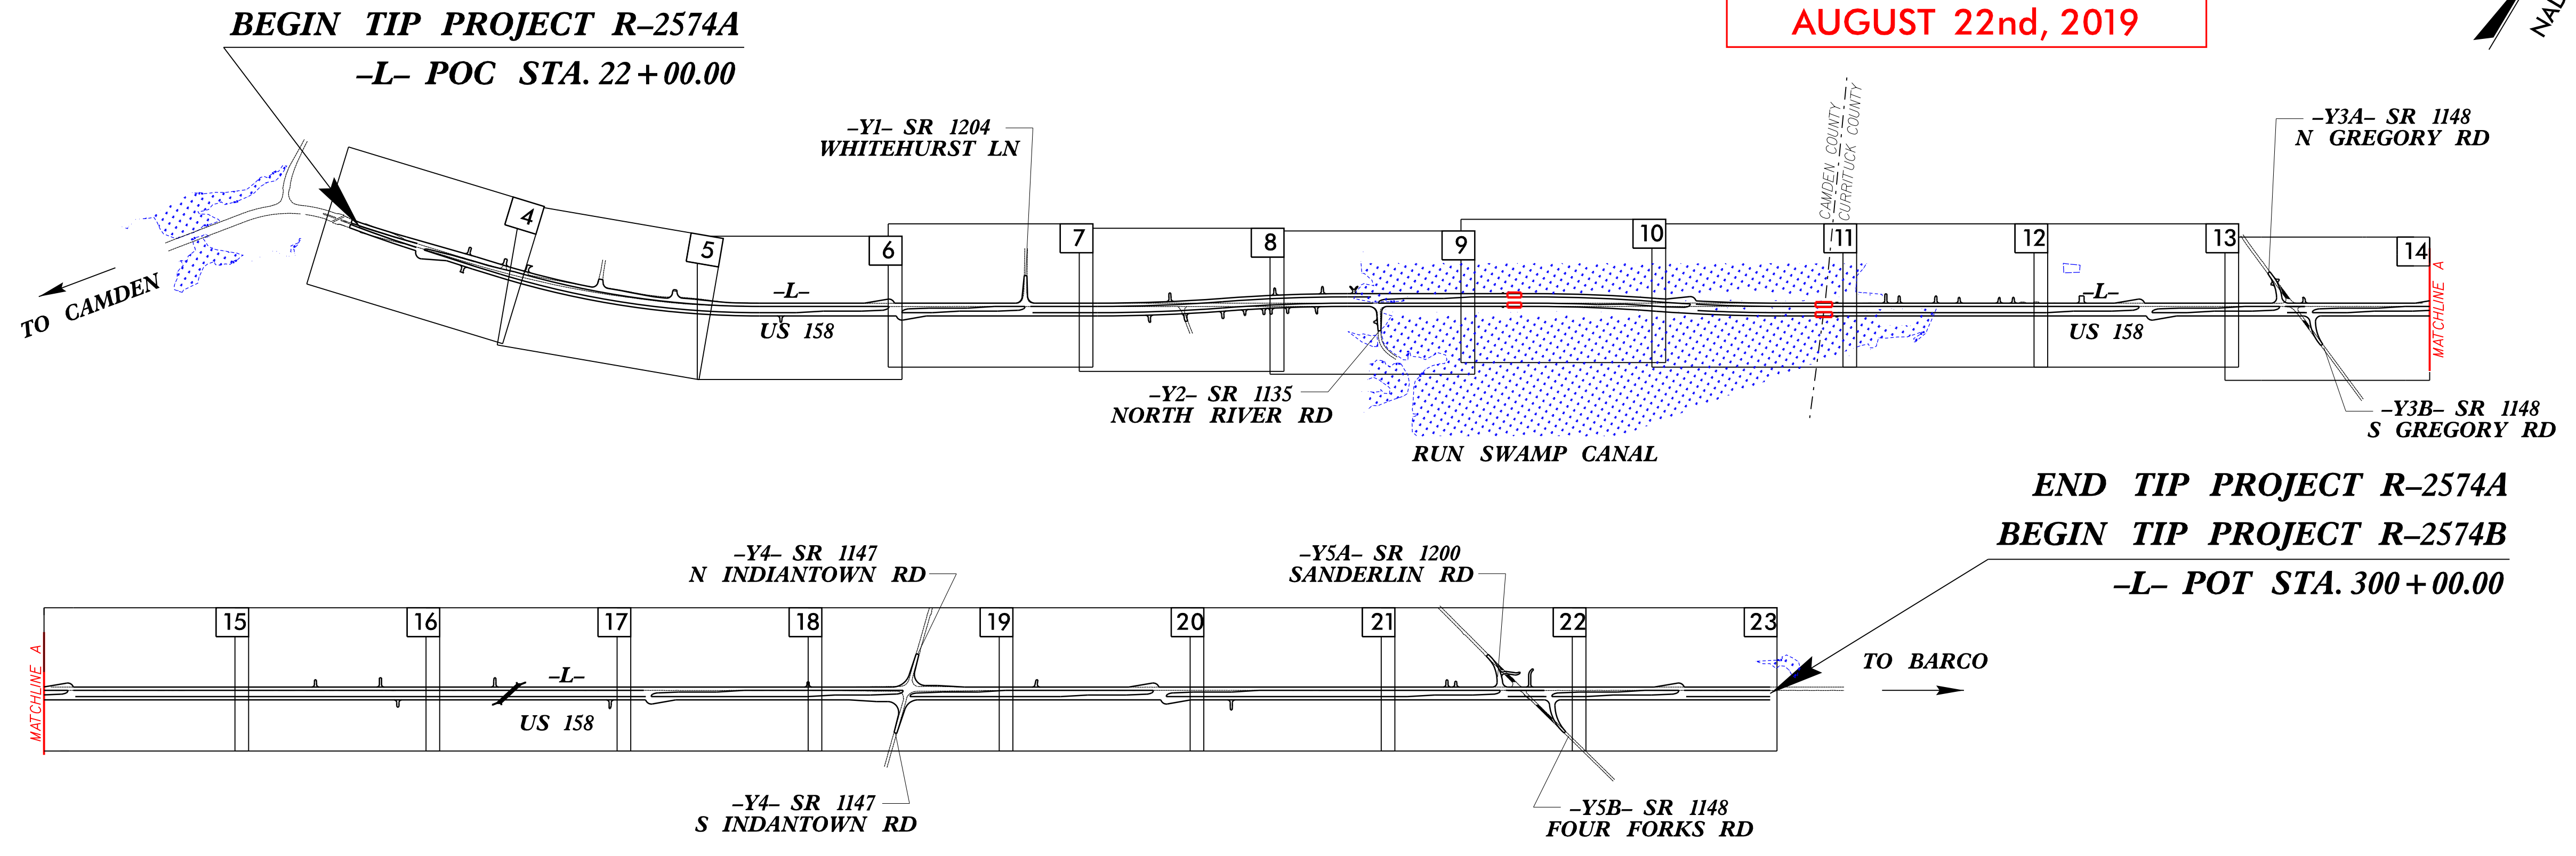 BEGIN TIP PROJECT R–2574A
–L– POC STA. 22+00.00
AUGUST 22nd, 2019
–Y1– SR 1204
WHITEHURST LN
CAMDEN COUNTY
CURRITUCK COUNTY
–Y3A– SR 1148
N GREGORY RD
4
5
6
7
8
9
10
11
12
13
14
TO CAMDEN
–L–
US 158
–L–
US 158
MATCHLINE A
–Y2– SR 1135
NORTH RIVER RD
RUN SWAMP CANAL
–Y3B– SR 1148
S GREGORY RD
END TIP PROJECT R–2574A
BEGIN TIP PROJECT R–2574B
–L– POT STA. 300+00.00
–Y4– SR 1147
N INDIANTOWN RD
–Y5A– SR 1200
SANDERLIN RD
15
16
17
18
19
20
21
22
23
MATCHLINE A
–L–
US 158
TO BARCO
–Y4– SR 1147
S INDANTOWN RD
–Y5B– SR 1148
FOUR FORKS RD